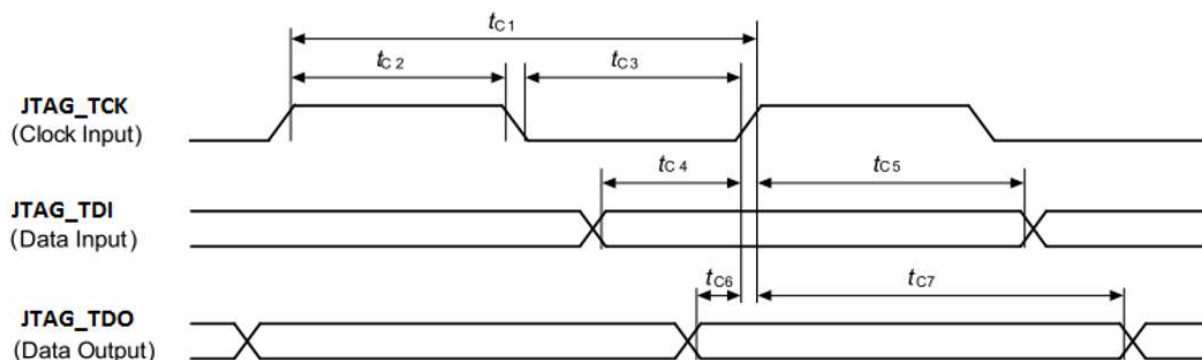 tC1
tC2
tC3
JTAG_TCK
(Clock Input)
tC4
tC5
JTAG_TDI
(Data Input)
tC6
tC7
JTAG_TDO
(Data Output)